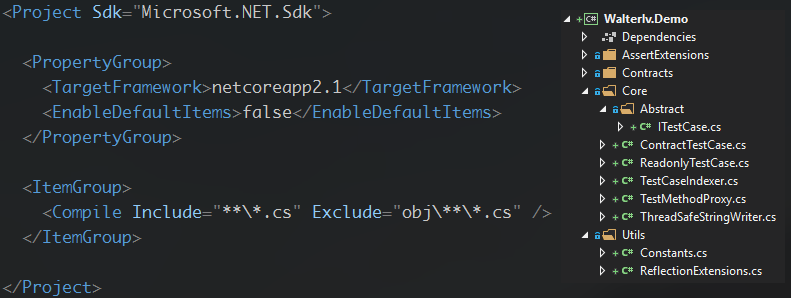 <Project Sdk="Microsoft.NET.Sdk">
<PropertyGroup>
<TargetFramework>netcoreapp2.1</TargetFramework>
<EnableDefaultItems>false</EnableDefaultItems>
</PropertyGroup>
<ItemGroup>
<Compile Include="**\*.cs" Exclude="obj\**\*.cs" />
</ItemGroup>
</Project>
C# Walterlv.Demo
Dependencies
AssertExtensions
Contracts
Core
Abstract
C# ITestCase.cs
C# ContractTestCase.cs
C# ReadonlyTestCase.cs
C# TestCaseIndexer.cs
C# TestMethodProxy.cs
C# ThreadSafeStringWriter.cs
Utils
C# Constants.cs
C# ReflectionExtensions.cs